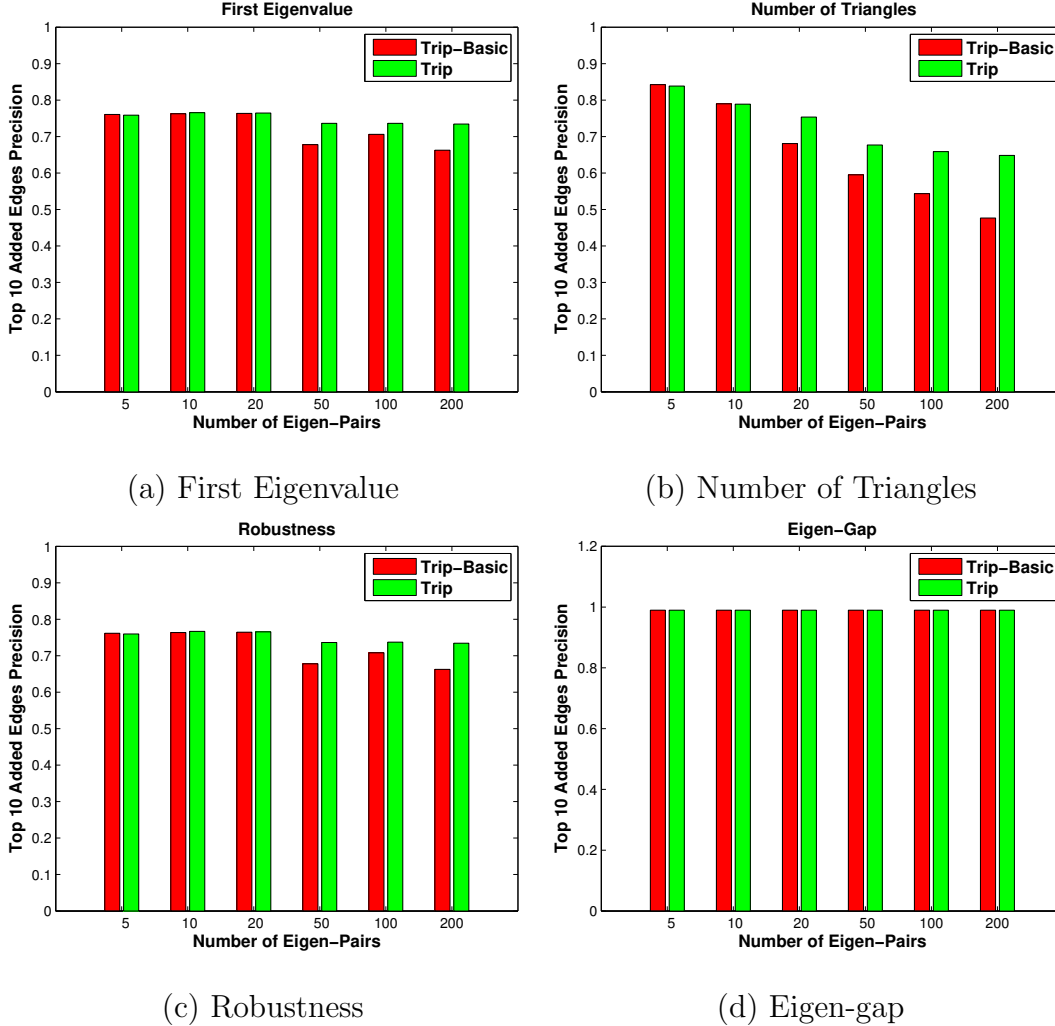 First Eigenvalue
1
0.9
0.8
0.7
0.6
0.5
0.4
0.3
0.2
0.1
0
Top 10 Added Edges Precision
Trip−Basic
Trip
5 10 20 50 100 200
Number of Eigen−Pairs
(a) First Eigenvalue
Number of Triangles
1
0.9
0.8
0.7
0.6
0.5
0.4
0.3
0.2
0.1
0
Top 10 Added Edges Precision
Trip−Basic
Trip
5 10 20 50 100 200
Number of Eigen−Pairs
(b) Number of Triangles
Robustness
1
0.9
0.8
0.7
0.6
0.5
0.4
0.3
0.2
0.1
0
Top 10 Added Edges Precision
Trip−Basic
Trip
5 10 20 50 100 200
Number of Eigen−Pairs
(c) Robustness
Eigen−Gap
1.2
1
0.8
0.6
0.4
0.2
0
Top 10 Added Edges Precision
Trip−Basic
Trip
5 10 20 50 100 200
Number of Eigen−Pairs
(d) Eigen-gap